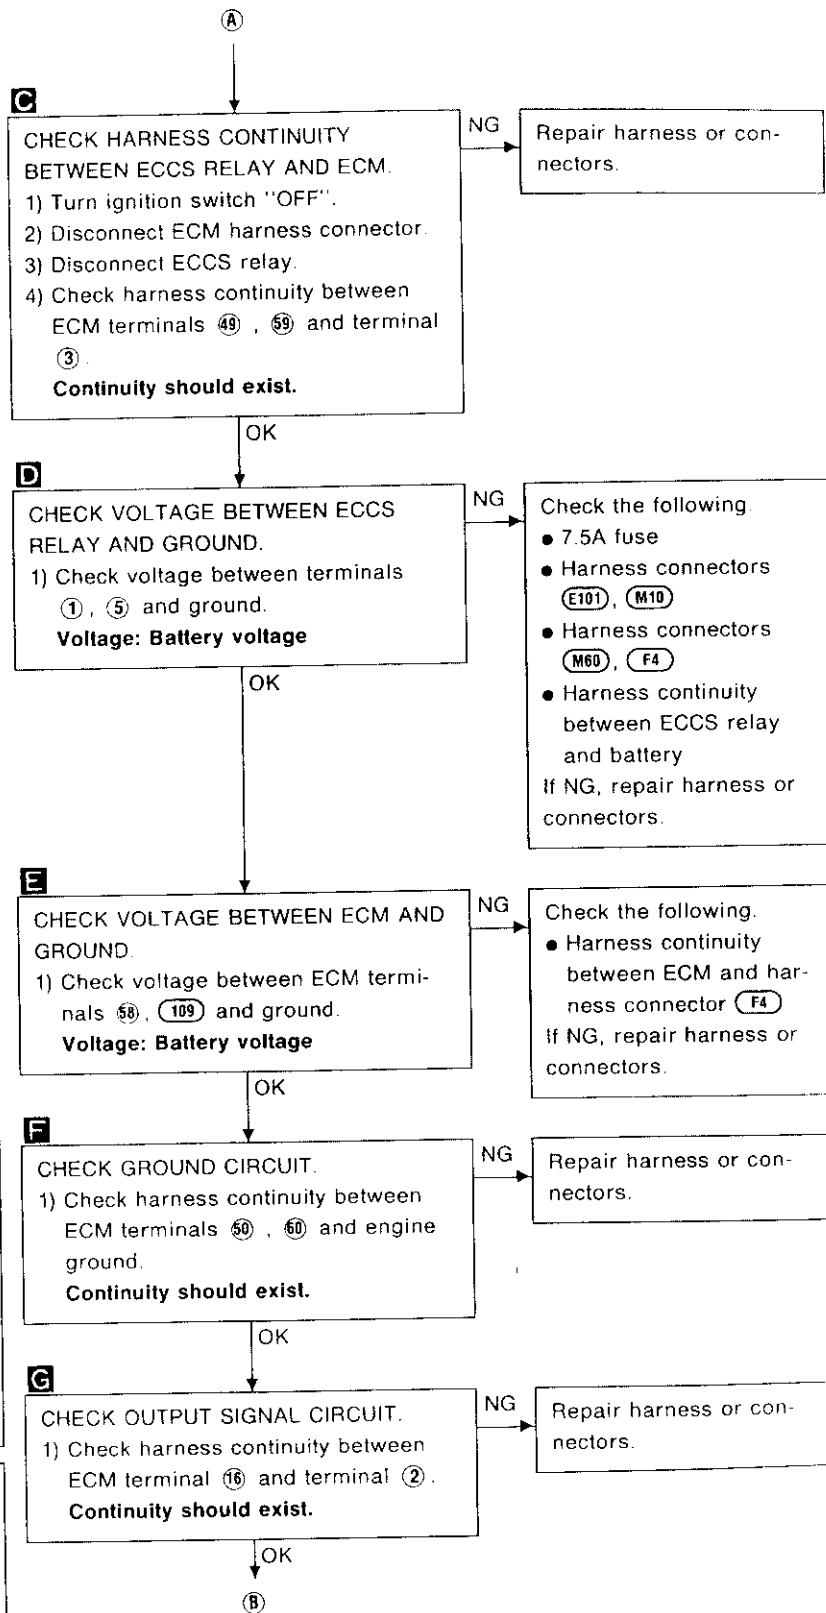 A
C
CHECK HARNESS CONTINUITY
BETWEEN ECCS RELAY AND ECM.
1) Turn ignition switch "OFF".
2) Disconnect ECM harness connector.
3) Disconnect ECCS relay.
4) Check harness continuity between
ECM terminals 49 , 59 and terminal
3 .
Continuity should exist.
NG
Repair harness or con-
nectors.
OK
D
CHECK VOLTAGE BETWEEN ECCS
RELAY AND GROUND.
1) Check voltage between terminals
1 , 5 and ground.
Voltage: Battery voltage
NG
Check the following.
● 7.5A fuse
● Harness connectors
E101 , M10
● Harness connectors
M60 , F4
● Harness continuity
between ECCS relay
and battery
If NG, repair harness or
connectors.
OK
E
CHECK VOLTAGE BETWEEN ECM AND
GROUND.
1) Check voltage between ECM termi-
nals 58 , 109 and ground.
Voltage: Battery voltage
NG
Check the following.
● Harness continuity
between ECM and har-
ness connector F4
If NG, repair harness or
connectors.
OK
F
CHECK GROUND CIRCUIT.
1) Check harness continuity between
ECM terminals 50 , 60 and engine
ground.
Continuity should exist.
NG
Repair harness or con-
nectors.
OK
G
CHECK OUTPUT SIGNAL CIRCUIT.
1) Check harness continuity between
ECM terminal 16 and terminal 2 .
Continuity should exist.
NG
Repair harness or con-
nectors.
OK
B